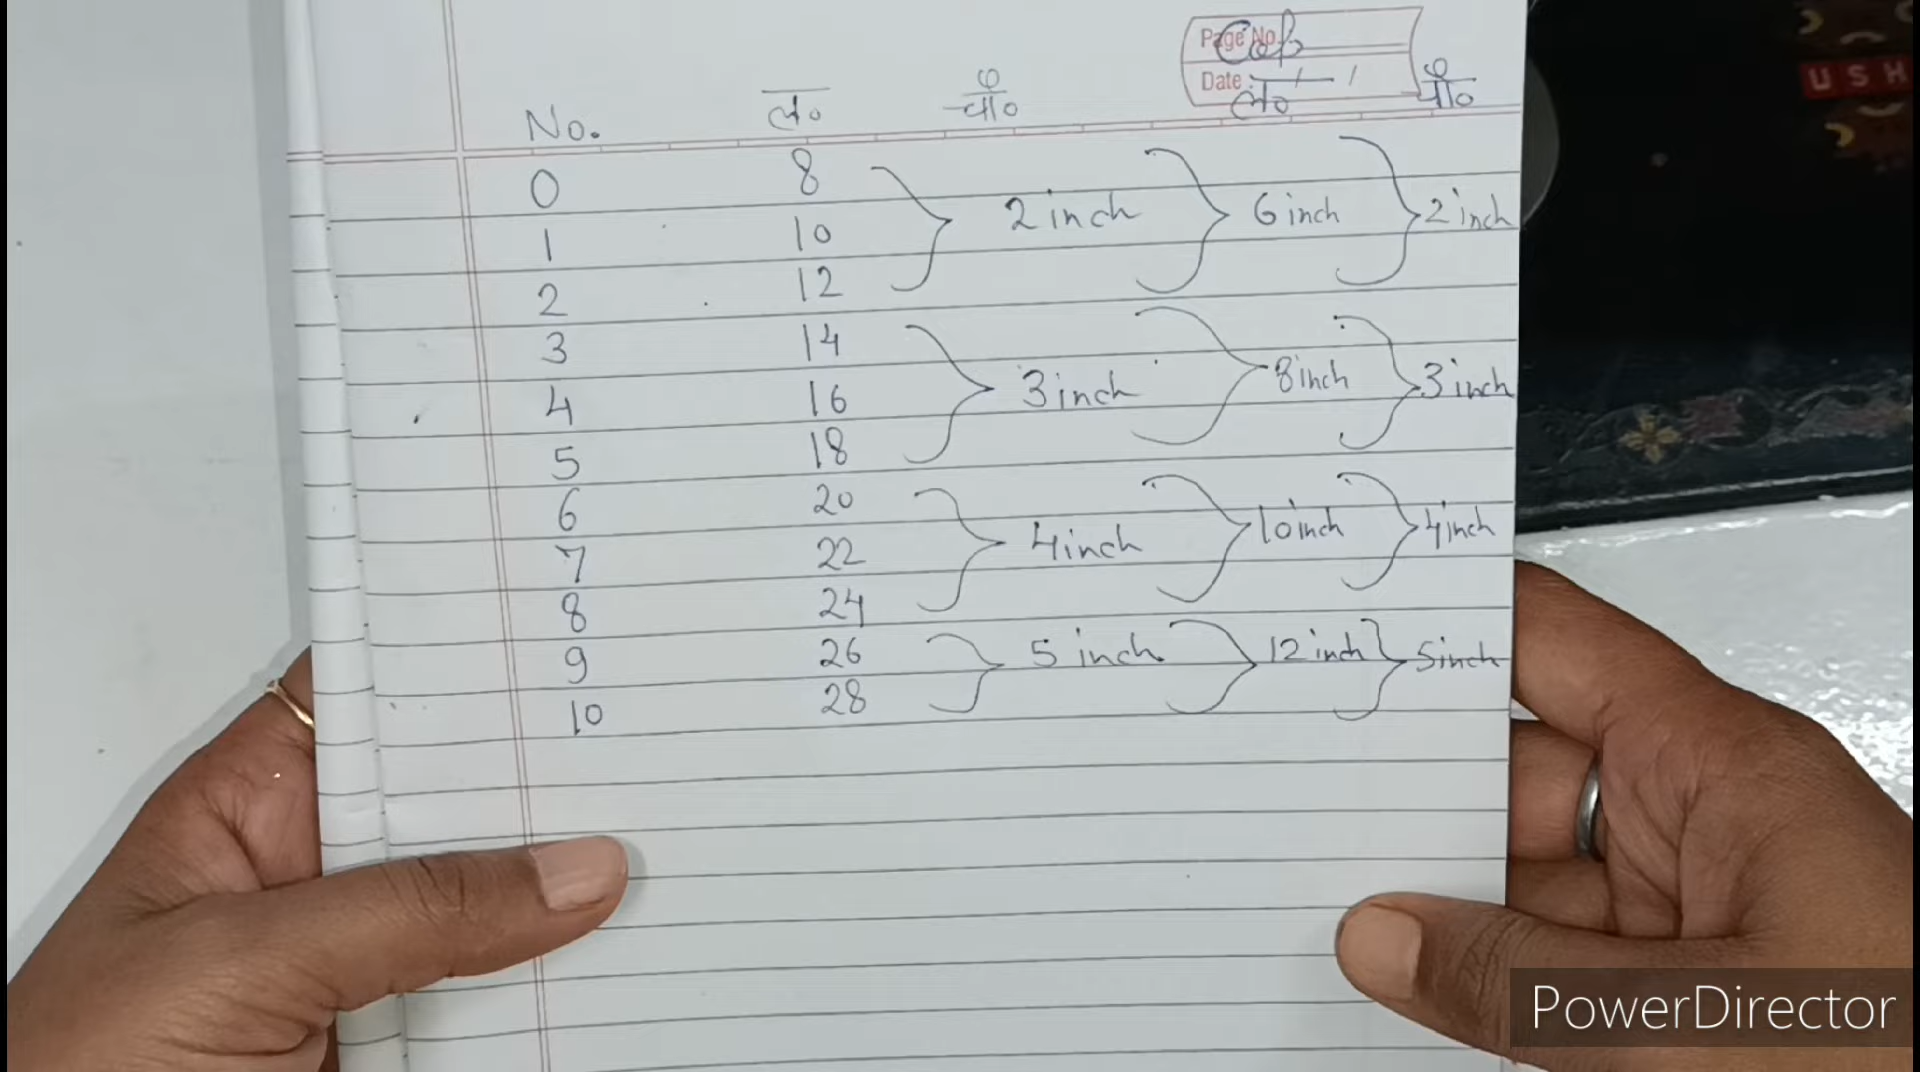 Page No. Cap
Date : / /
No. लं० चौ० लं० चौ०
0 8
1 10 2 inch 6 inch 2 inch
2 12
3 14
4 16 3 inch 8 inch 3 inch
5 18
6 20
7 22 4 inch 10 inch 4 inch
8 24
9 26 5 inch 12 inch 5 inch
10 28
USH
PowerDirector